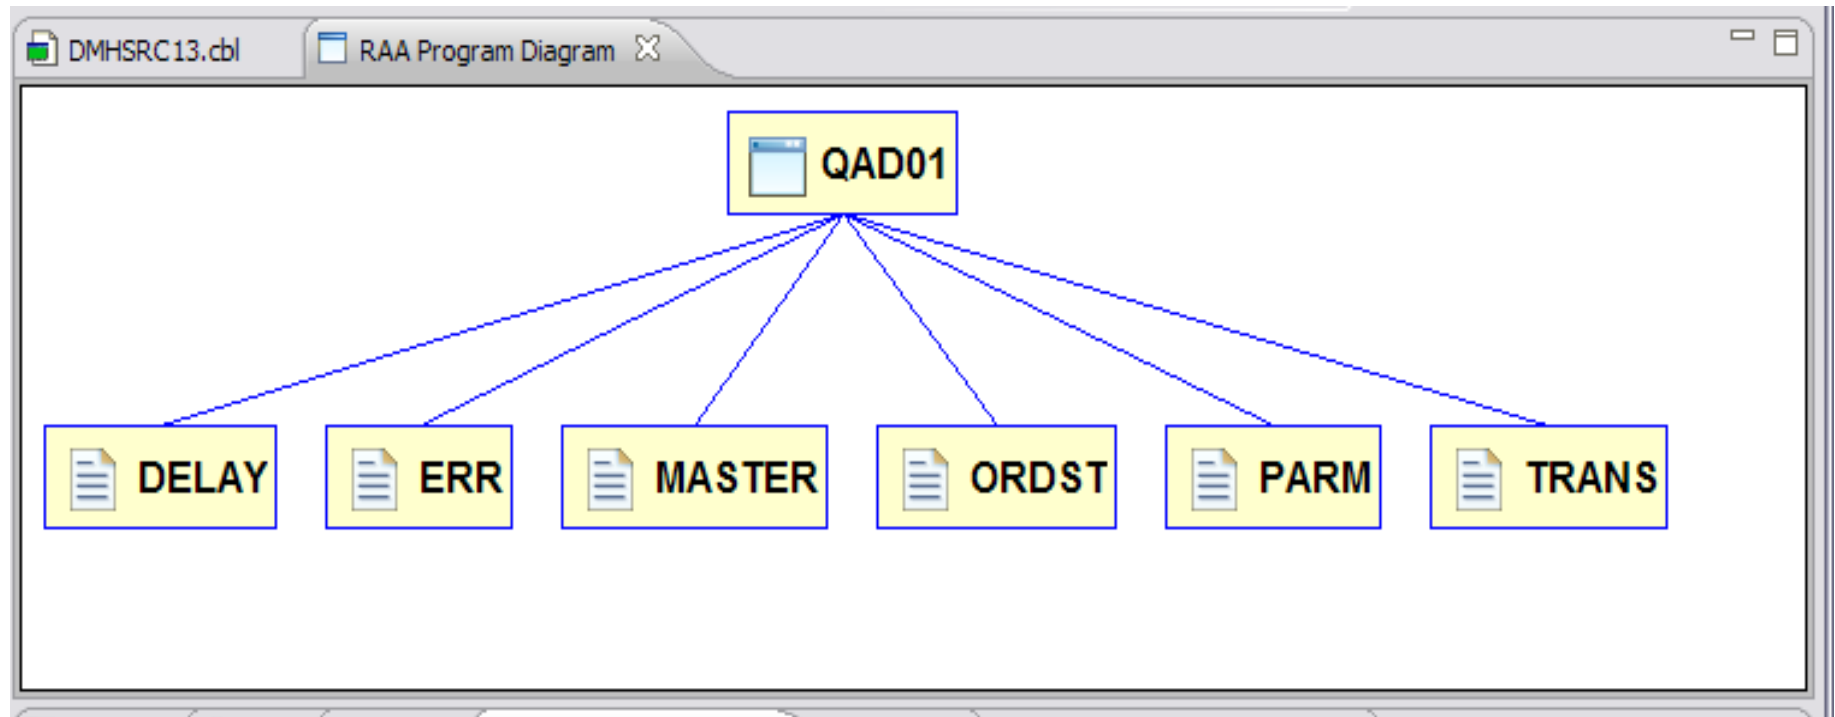 DMHSRC13.cbl RAA Program Diagram
QAD01
DELAY ERR MASTER ORDST PARM TRANS